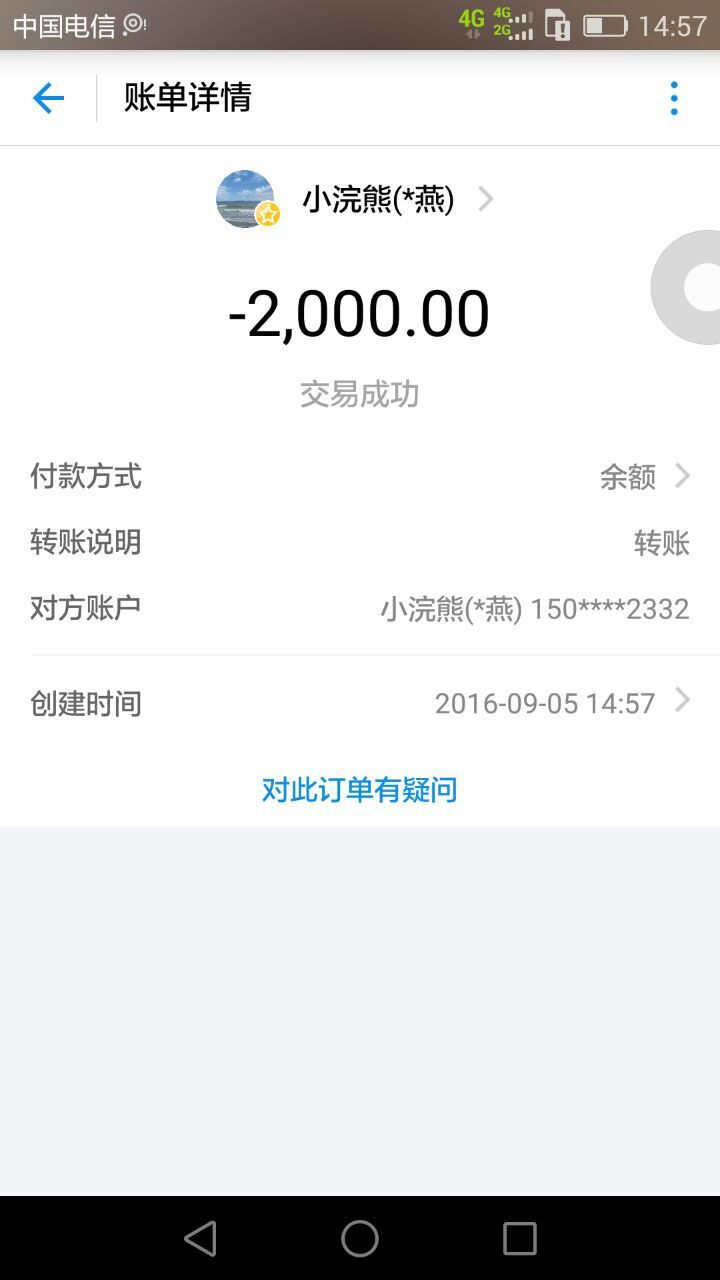 中国电信 4G 4G 2G 14:57
账单详情
小浣熊(*燕)
-2,000.00
交易成功
付款方式 余额
转账说明 转账
对方账户 小浣熊(*燕) 150****2332
创建时间 2016-09-05 14:57
对此订单有疑问